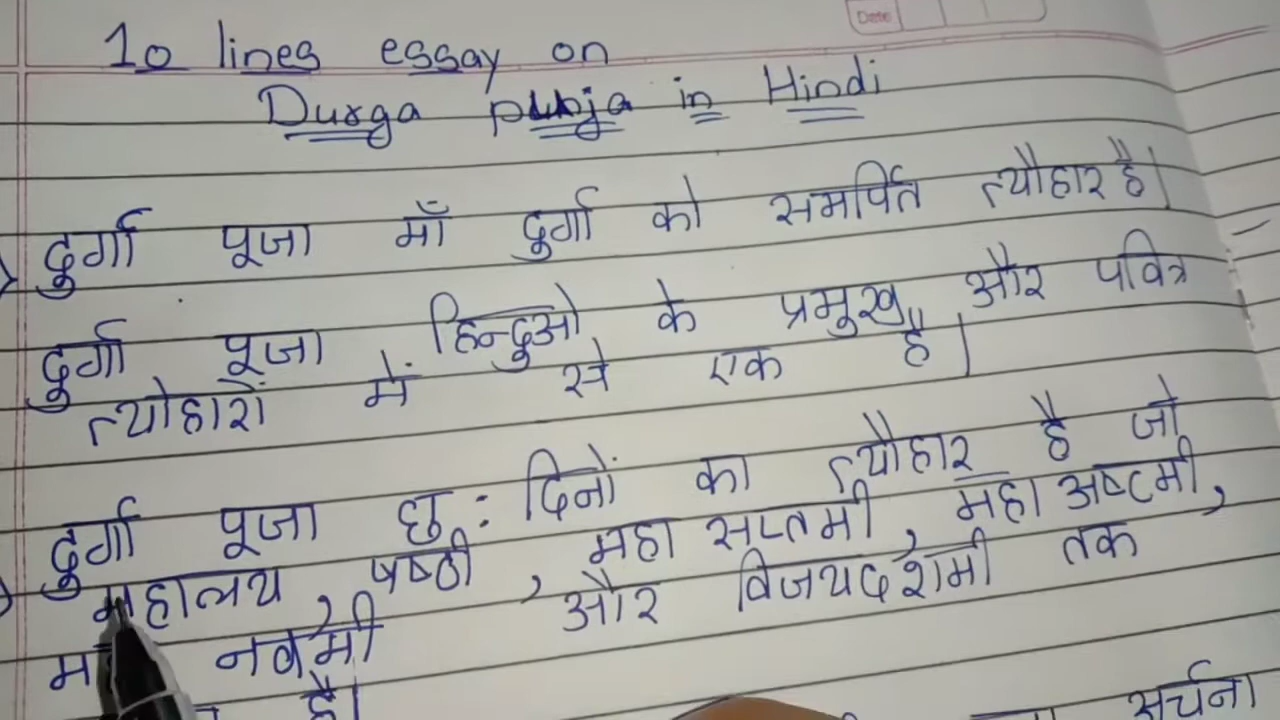 Date
10 lines essay on
Durga punja in Hindi
दुर्गा पूजा माँ दुर्गा को समर्पित त्यौहार है।
दुर्गा पूजा हिन्दुओ के प्रमुख और पवित्र
त्योहारों में से एक है।
दुर्गा पूजा छ: दिनों का त्यौहार है जो
महालय, षष्ठी, महा सप्तमी, महा अष्टमी,
नवमी और विजयदशमी तक
है।
अर्चना